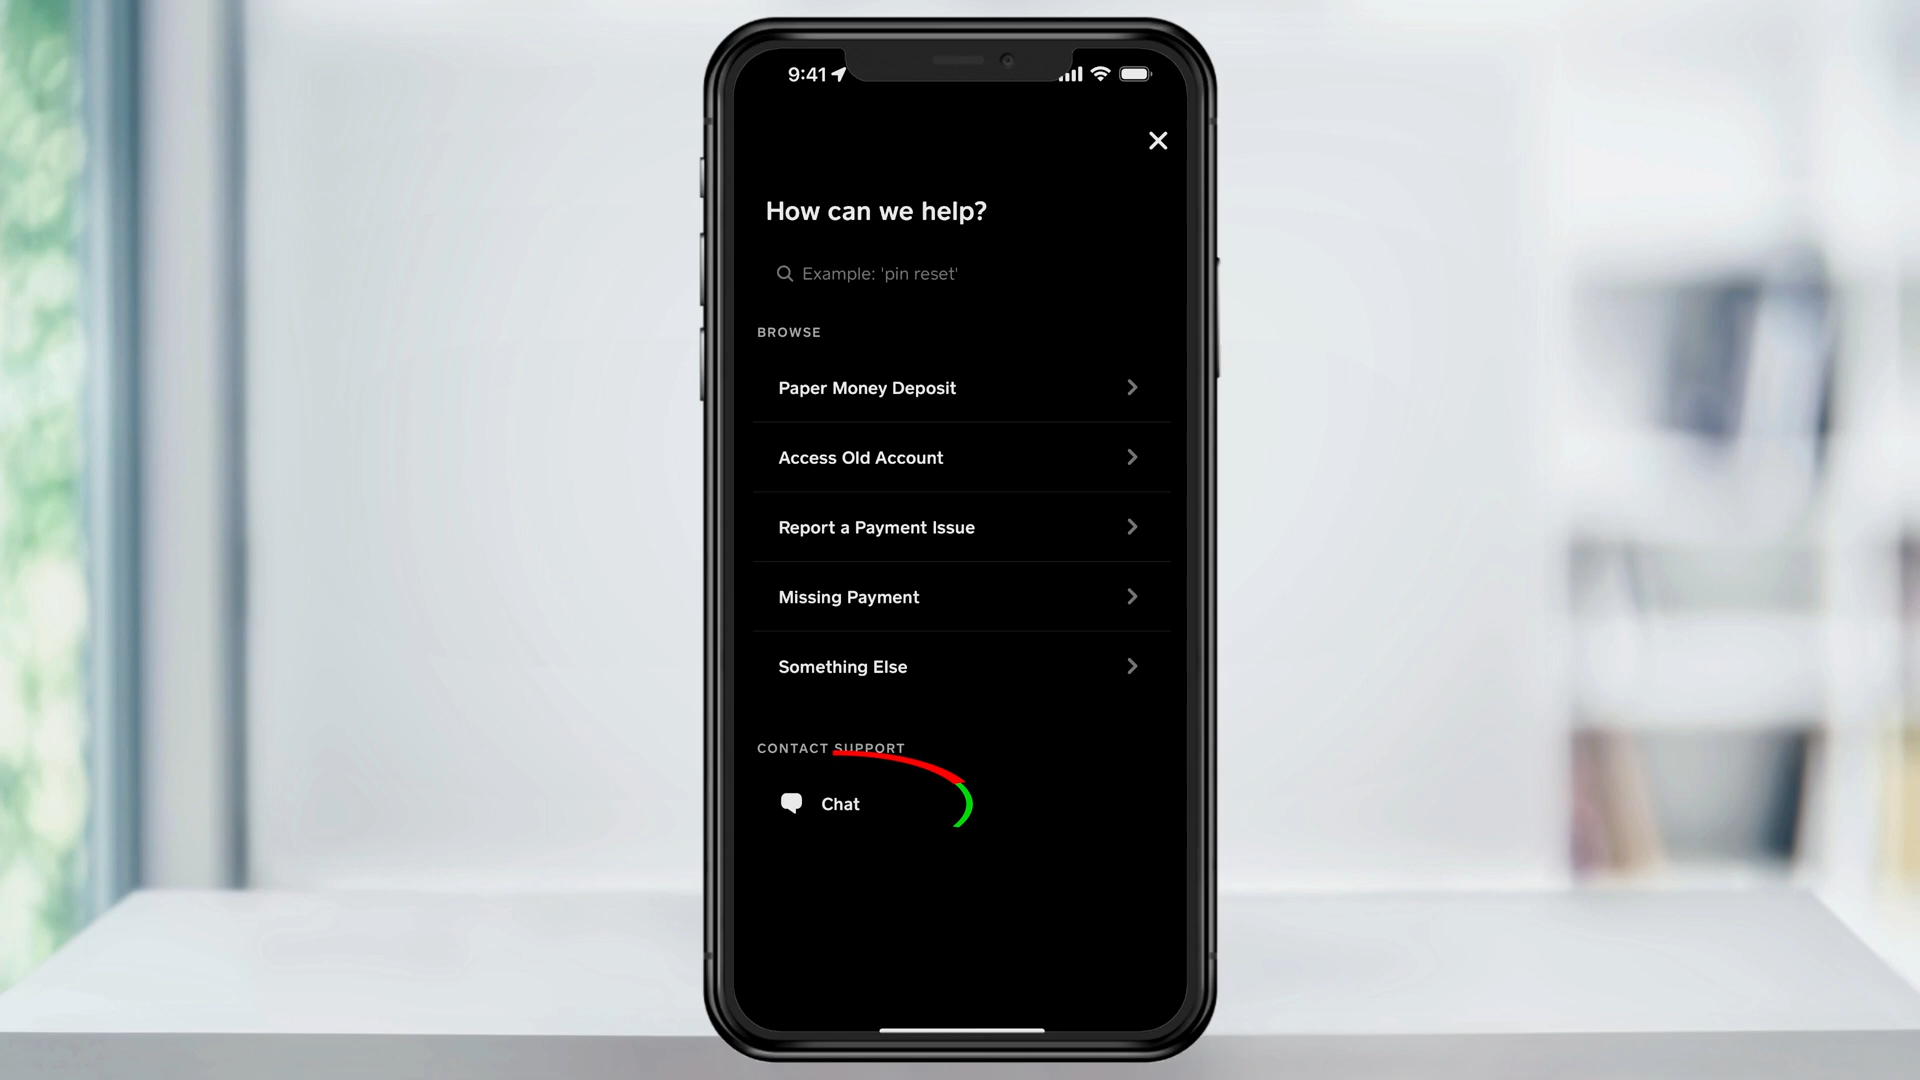 9:41
How can we help?
Example: 'pin reset'
BROWSE
Paper Money Deposit
Access Old Account
Report a Payment Issue
Missing Payment
Something Else
CONTACT SUPPORT
Chat